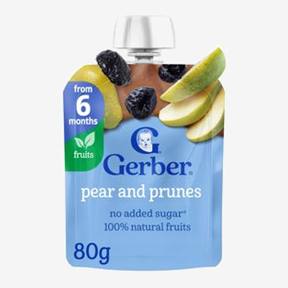 from
6
months
fruits
G
Gerber®
pear and prunes
no added sugar*
100% natural fruits
80g